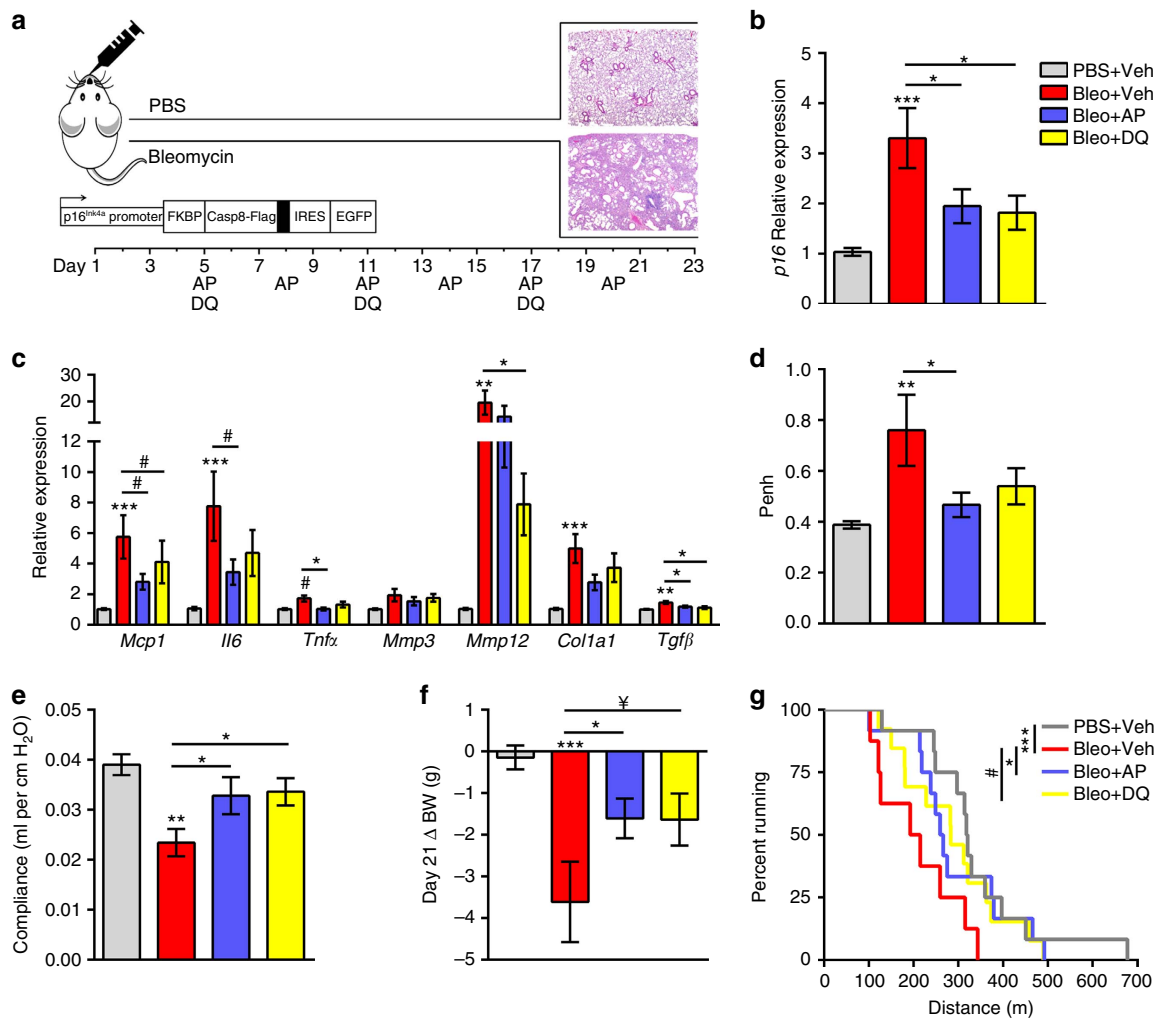 a
PBS
Bleomycin
p16Ink4a promoter FKBP Casp8-Flag IRES EGFP
Day 1 3 5 7 9 11 13 15 17 19 21 23
AP AP AP AP AP AP
DQ DQ DQ
b
5
4
3
2
1
0
p16 Relative expression
***
*
*
PBS+Veh
Bleo+Veh
Bleo+AP
Bleo+DQ
c
30
20
12
10
8
6
4
2
0
Relative expression
***
#
#
***
#
#
*
**
*
***
**
*
*
Mcp1 Il6 Tnfα Mmp3 Mmp12 Col1a1 Tgfβ
d
1.0
0.8
0.6
0.4
0.2
0.0
Penh
**
*
e
0.05
0.04
0.03
0.02
0.01
0.00
Compliance (ml per cm H2O)
**
*
*
f
1
0
–1
–2
–3
–4
–5
Day 21 Δ BW (g)
***
*
¥
g
100
75
50
25
0
Percent running
0 100 200 300 400 500 600 700
Distance (m)
#
*
***
PBS+Veh
Bleo+Veh
Bleo+AP
Bleo+DQ